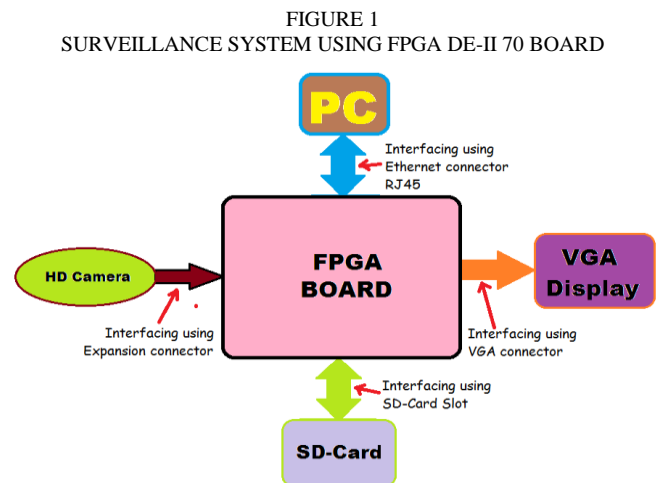 FIGURE 1
SURVEILLANCE SYSTEM USING FPGA DE-II 70 BOARD
PC
Interfacing using
Ethernet connector
RJ45
HD Camera
FPGA
BOARD
VGA
Display
Interfacing using
Expansion connector
Interfacing using
VGA connector
Interfacing using
SD-Card Slot
SD-Card